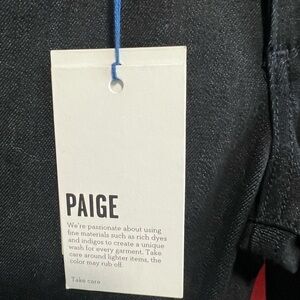 PAIGE
We're passionate about using
fine materials such as rich dyes
and indigos to create a unique
wash for every garment. Take
care around lighter items, the
color may rub off.
Take care